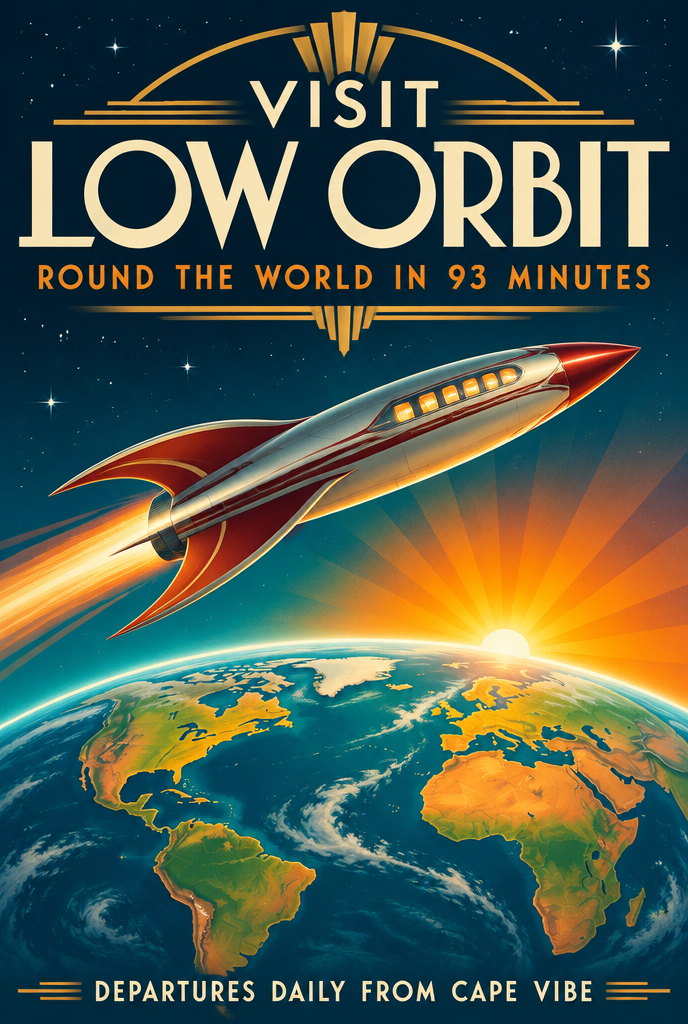 VISIT
LOW ORBIT
ROUND THE WORLD IN 93 MINUTES
DEPARTURES DAILY FROM CAPE VIBE